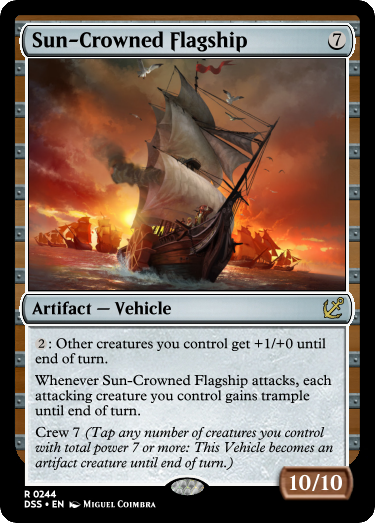 Sun-Crowned Flagship 7
Artifact — Vehicle
2: Other creatures you control get +1/+0 until
end of turn.
Whenever Sun-Crowned Flagship attacks, each
attacking creature you control gains trample
until end of turn.
Crew 7 (Tap any number of creatures you control
with total power 7 or more: This Vehicle becomes an
artifact creature until end of turn.)
10/10
R 0244
DSS • EN Miguel Coimbra